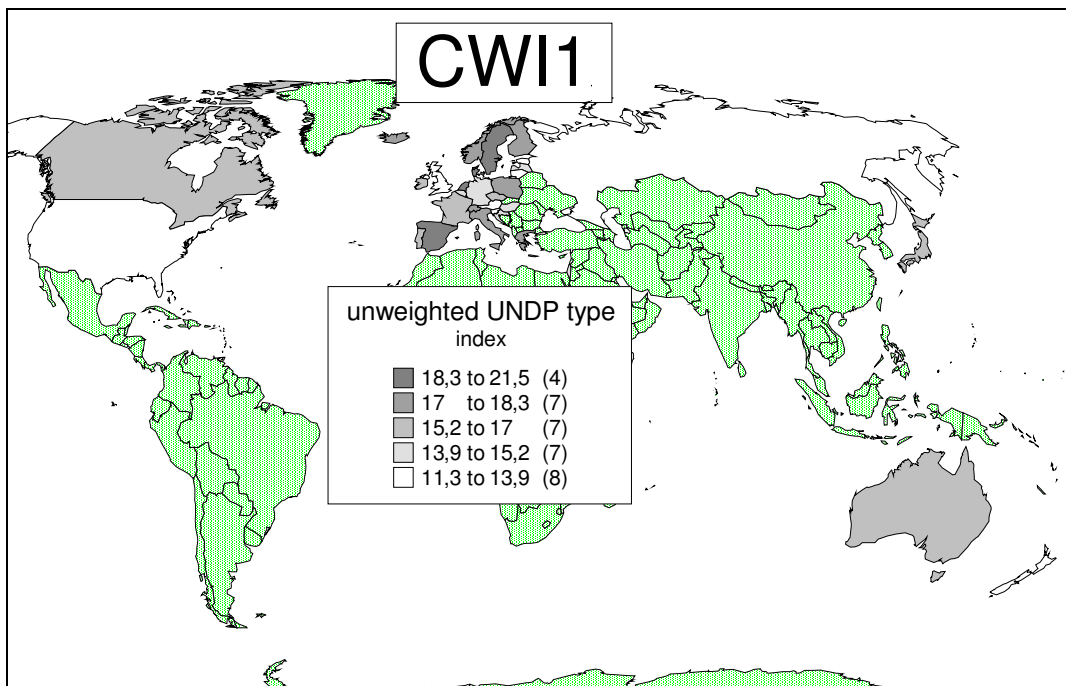 CWI1
unweighted UNDP type
index
18,3 to 21,5 (4)
17 to 18,3 (7)
15,2 to 17 (7)
13,9 to 15,2 (7)
11,3 to 13,9 (8)